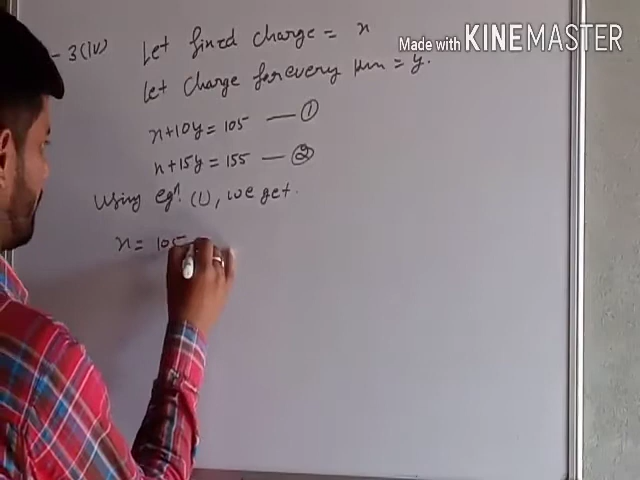 - 3(iv) Let fixed charge = x
Made with KINEMASTER
Let charge for every km = y.
x+10y = 105 — ①
x+15y = 155 — ②
Using eqn (1), we get.
x = 105